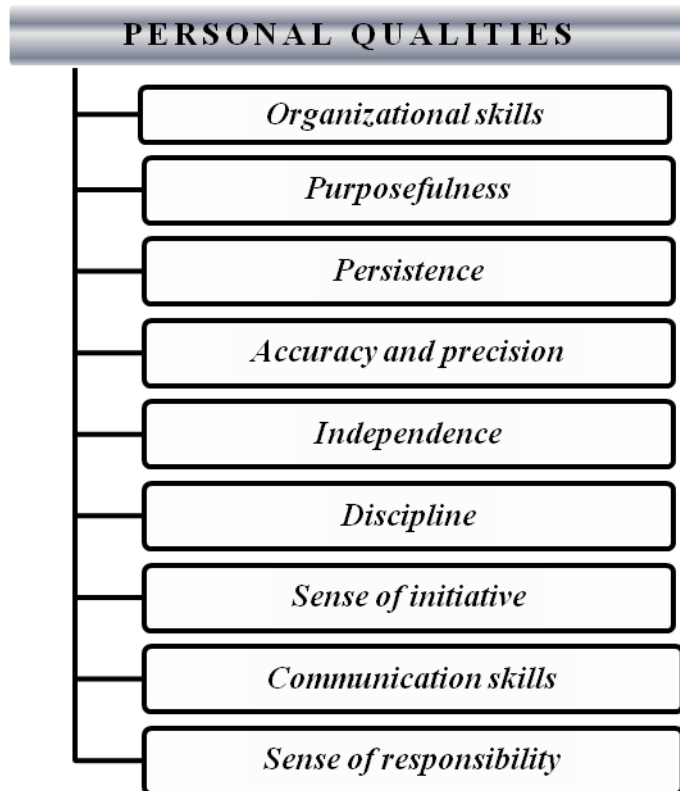 PERSONAL QUALITIES
Organizational skills
Purposefulness
Persistence
Accuracy and precision
Independence
Discipline
Sense of initiative
Communication skills
Sense of responsibility